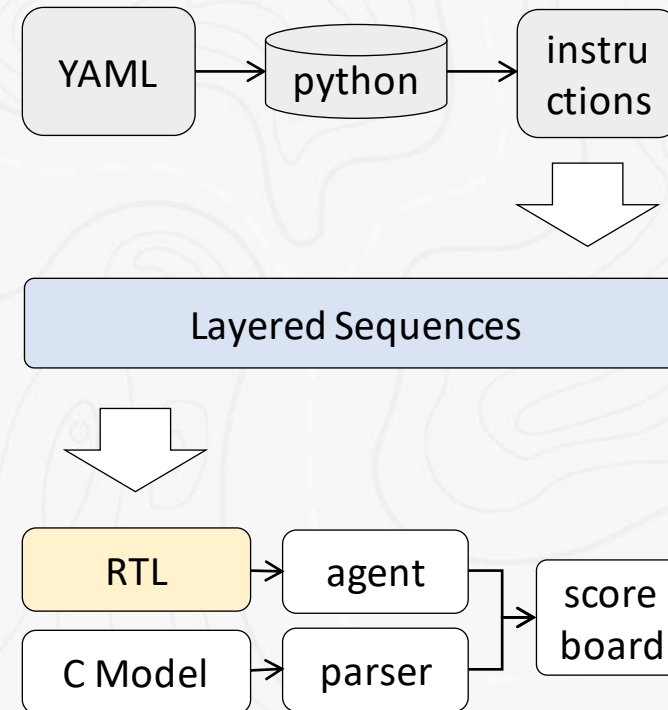 YAML
python
instru
ctions
Layered Sequences
RTL
agent
score
board
C Model
parser